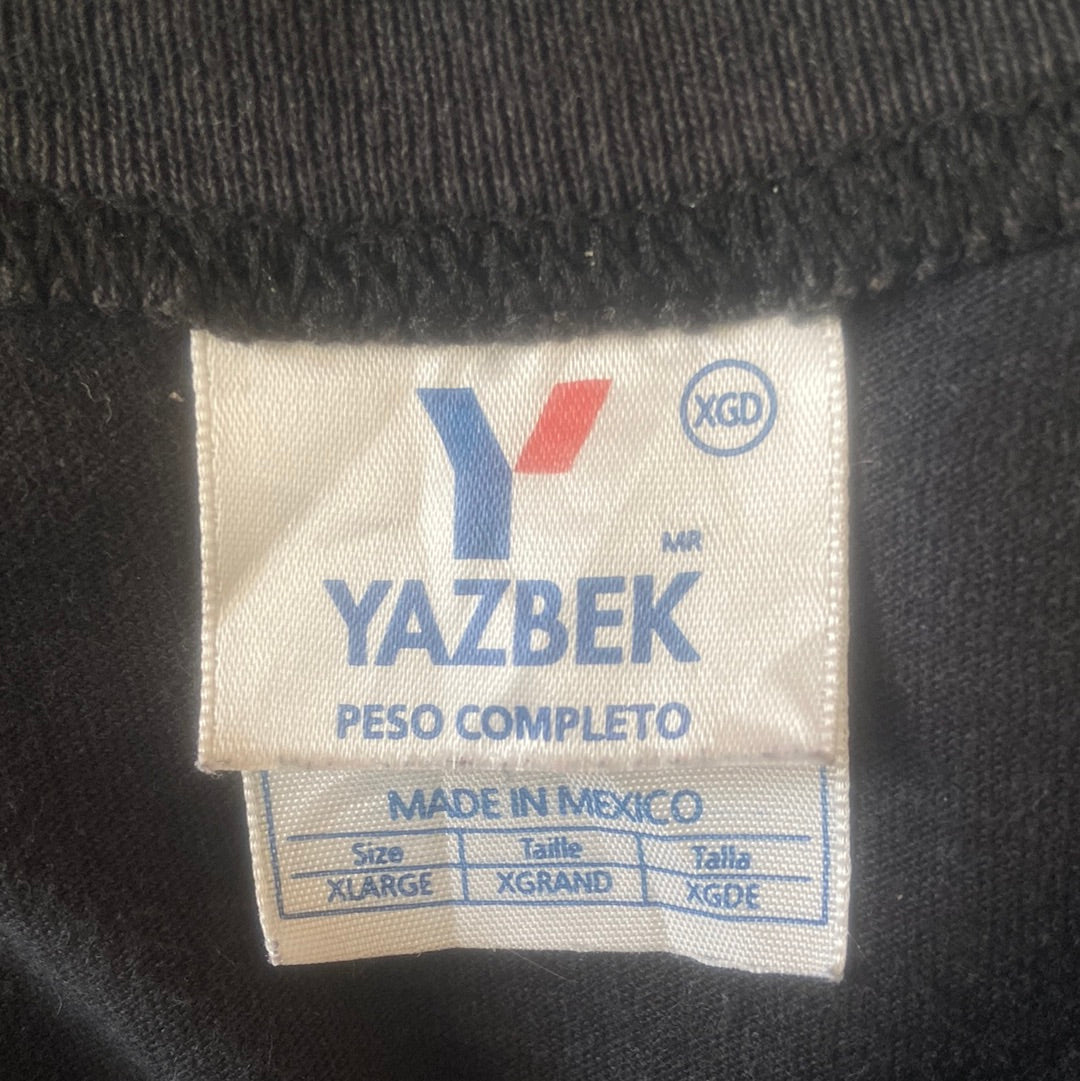 XGD
Y
MR
YAZBEK
PESO COMPLETO
MADE IN MEXICO
Size Taille Talla
XLARGE XGRAND XGDE